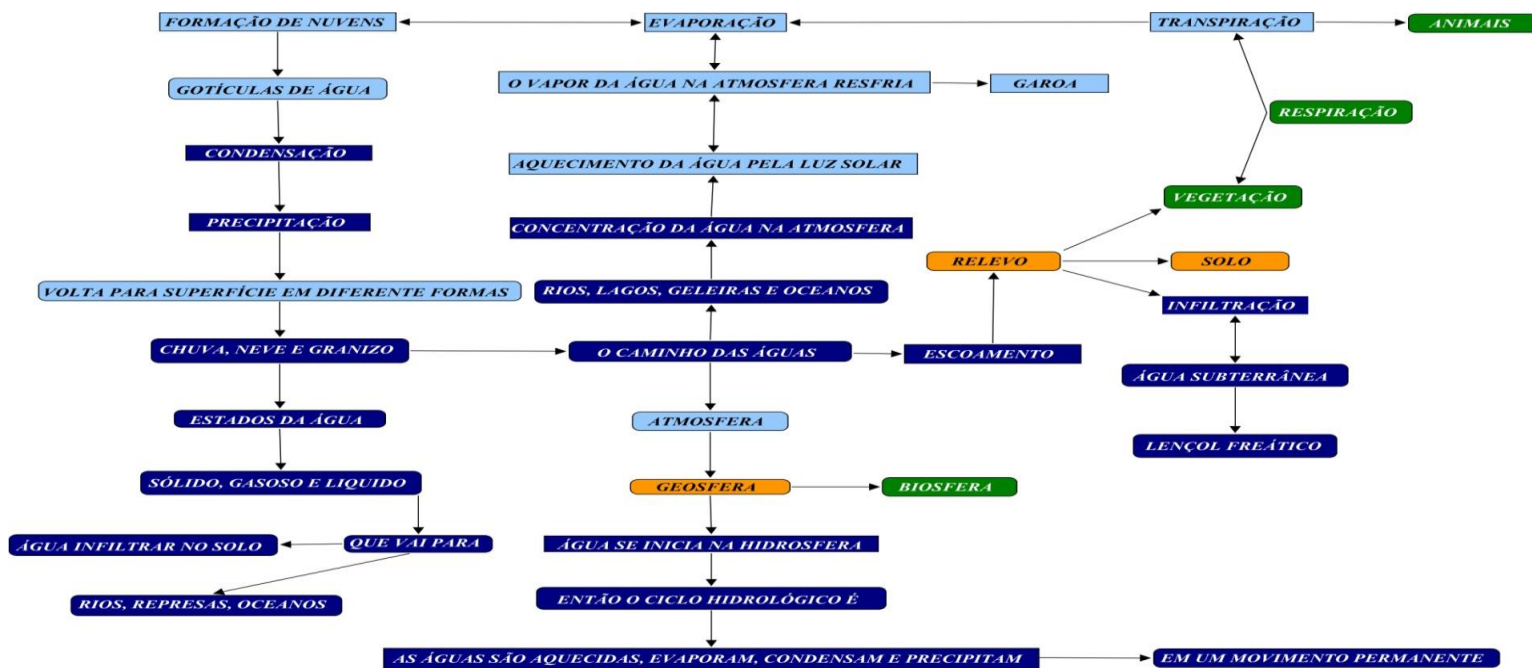 FORMAÇÃO DE NUVENS
EVAPORAÇÃO
TRANSPIRAÇÃO
ANIMAIS
GOTÍCULAS DE ÁGUA
O VAPOR DA ÁGUA NA ATMOSFERA RESFRIA
GAROA
RESPIRAÇÃO
CONDENSAÇÃO
AQUECIMENTO DA ÁGUA PELA LUZ SOLAR
VEGETAÇÃO
PRECIPITAÇÃO
CONCENTRAÇÃO DA ÁGUA NA ATMOSFERA
RELEVO
SOLO
VOLTA PARA SUPERFÍCIE EM DIFERENTE FORMAS
RIOS, LAGOS, GELEIRAS E OCEANOS
INFILTRAÇÃO
CHUVA, NEVE E GRANIZO
O CAMINHO DAS ÁGUAS
ESCOAMENTO
ÁGUA SUBTERRÂNEA
ESTADOS DA ÁGUA
ATMOSFERA
LENÇOL FREÁTICO
SÓLIDO, GASOSO E LIQUIDO
GEOSFERA
BIOSFERA
ÁGUA INFILTRAR NO SOLO
QUE VAI PARA
ÁGUA SE INICIA NA HIDROSFERA
RIOS, REPRESAS, OCEANOS
ENTÃO O CICLO HIDROLÓGICO É
AS ÁGUAS SÃO AQUECIDAS, EVAPORAM, CONDENSAM E PRECIPITAM
EM UM MOVIMENTO PERMANENTE